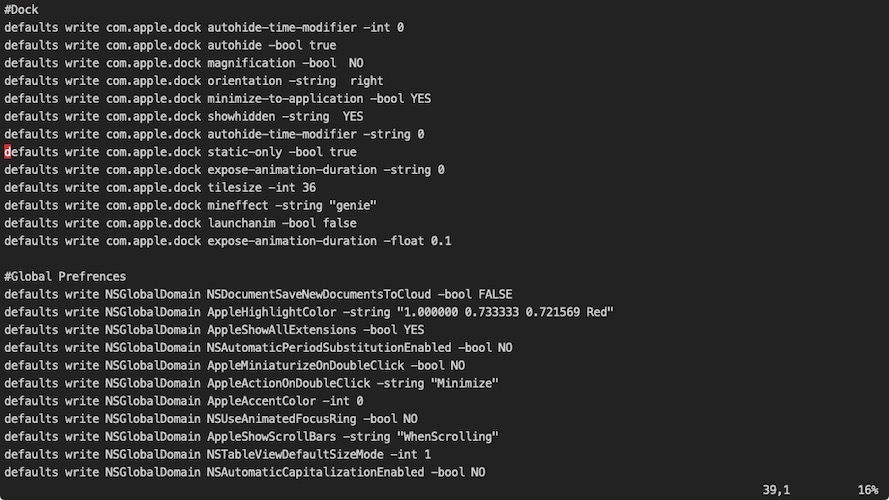 #Dock
defaults write com.apple.dock autohide-time-modifier -int 0
defaults write com.apple.dock autohide -bool true
defaults write com.apple.dock magnification -bool  NO
defaults write com.apple.dock orientation -string  right
defaults write com.apple.dock minimize-to-application -bool YES
defaults write com.apple.dock showhidden -string  YES
defaults write com.apple.dock autohide-time-modifier -string 0
defaults write com.apple.dock static-only -bool true
defaults write com.apple.dock expose-animation-duration -string 0
defaults write com.apple.dock tilesize -int 36
defaults write com.apple.dock mineffect -string "genie"
defaults write com.apple.dock launchanim -bool false
defaults write com.apple.dock expose-animation-duration -float 0.1
#Global Prefrences
defaults write NSGlobalDomain NSDocumentSaveNewDocumentsToCloud -bool FALSE
defaults write NSGlobalDomain AppleHighlightColor -string "1.000000 0.733333 0.721569 Red"
defaults write NSGlobalDomain AppleShowAllExtensions -bool YES
defaults write NSGlobalDomain NSAutomaticPeriodSubstitutionEnabled -bool NO
defaults write NSGlobalDomain AppleMiniaturizeOnDoubleClick -bool NO
defaults write NSGlobalDomain AppleActionOnDoubleClick -string "Minimize"
defaults write NSGlobalDomain AppleAccentColor -int 0
defaults write NSGlobalDomain NSUseAnimatedFocusRing -bool NO
defaults write NSGlobalDomain AppleShowScrollBars -string "WhenScrolling"
defaults write NSGlobalDomain NSTableViewDefaultSizeMode -int 1
defaults write NSGlobalDomain NSAutomaticCapitalizationEnabled -bool NO
39,1 16%